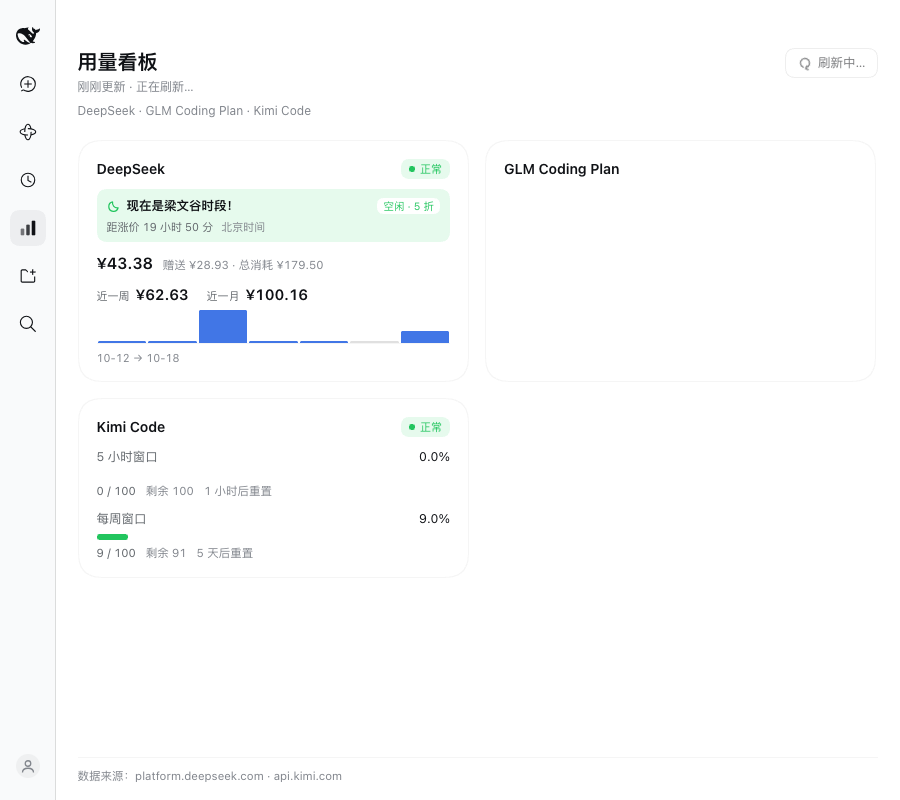 用量看板
刷新中...
刚刚更新 · 正在刷新...
DeepSeek · GLM Coding Plan · Kimi Code
DeepSeek
正常
现在是梁文谷时段！
空闲 · 5 折
距涨价 19 小时 50 分 北京时间
¥43.38 赠送 ¥28.93 · 总消耗 ¥179.50
近一周 ¥62.63 近一月 ¥100.16
10-12 → 10-18
GLM Coding Plan
Kimi Code
正常
5 小时窗口 0.0%
0 / 100 剩余 100 1 小时后重置
每周窗口 9.0%
9 / 100 剩余 91 5 天后重置
数据来源：platform.deepseek.com · api.kimi.com